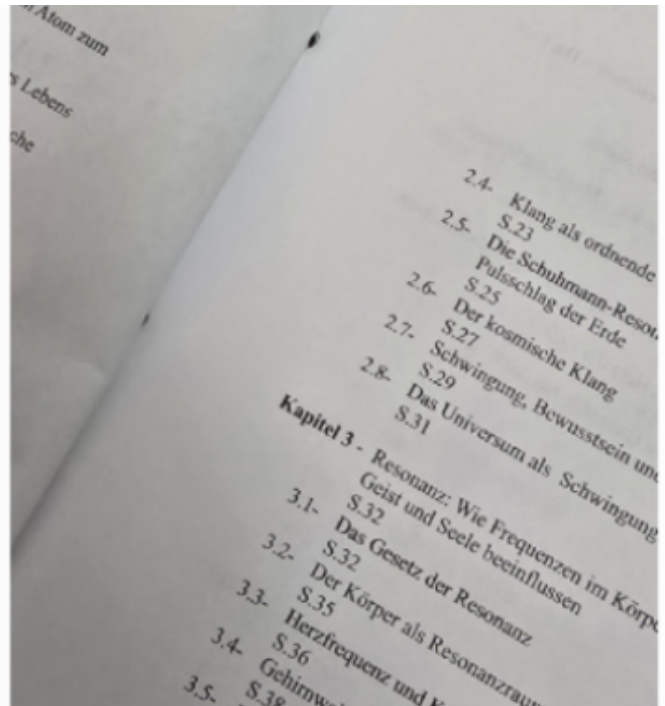 Atom zum
s Lebens
che
2.4- Klang als ordnende
S.23
2.5- Die Schuhmann-Reso
Pulsschlag der Erde
S.25
2.6- Der kosmische Klang
S.27
2.7- Schwingung, Bewusstsein und
S.29
2.8- Das Universum als Schwingung
S.31
Kapitel 3 - Resonanz: Wie Frequenzen im Körpe
Geist und Seele beeinflussen
S.32
3.1- Das Gesetz der Resonanz
S.32
3.2- Der Körper als Resonanzraum
S.35
3.3- Herzfrequenz und
S.36
3.4- Gehirnwe
S.38
3.5-